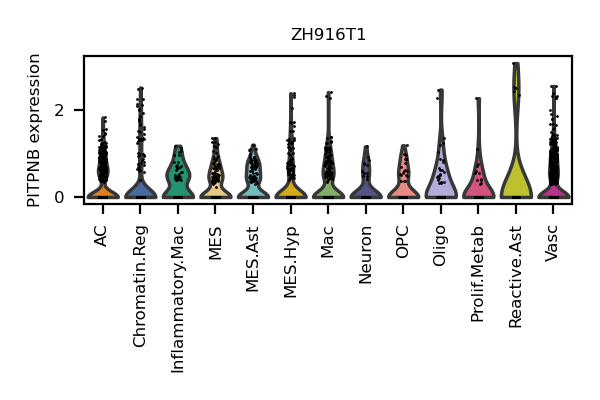 ZH916T1
PITPNB expression
2
0
AC
Chromatin.Reg
Inflammatory.Mac
MES
MES.Ast
MES.Hyp
Mac
Neuron
OPC
Oligo
Prolif.Metab
Reactive.Ast
Vasc